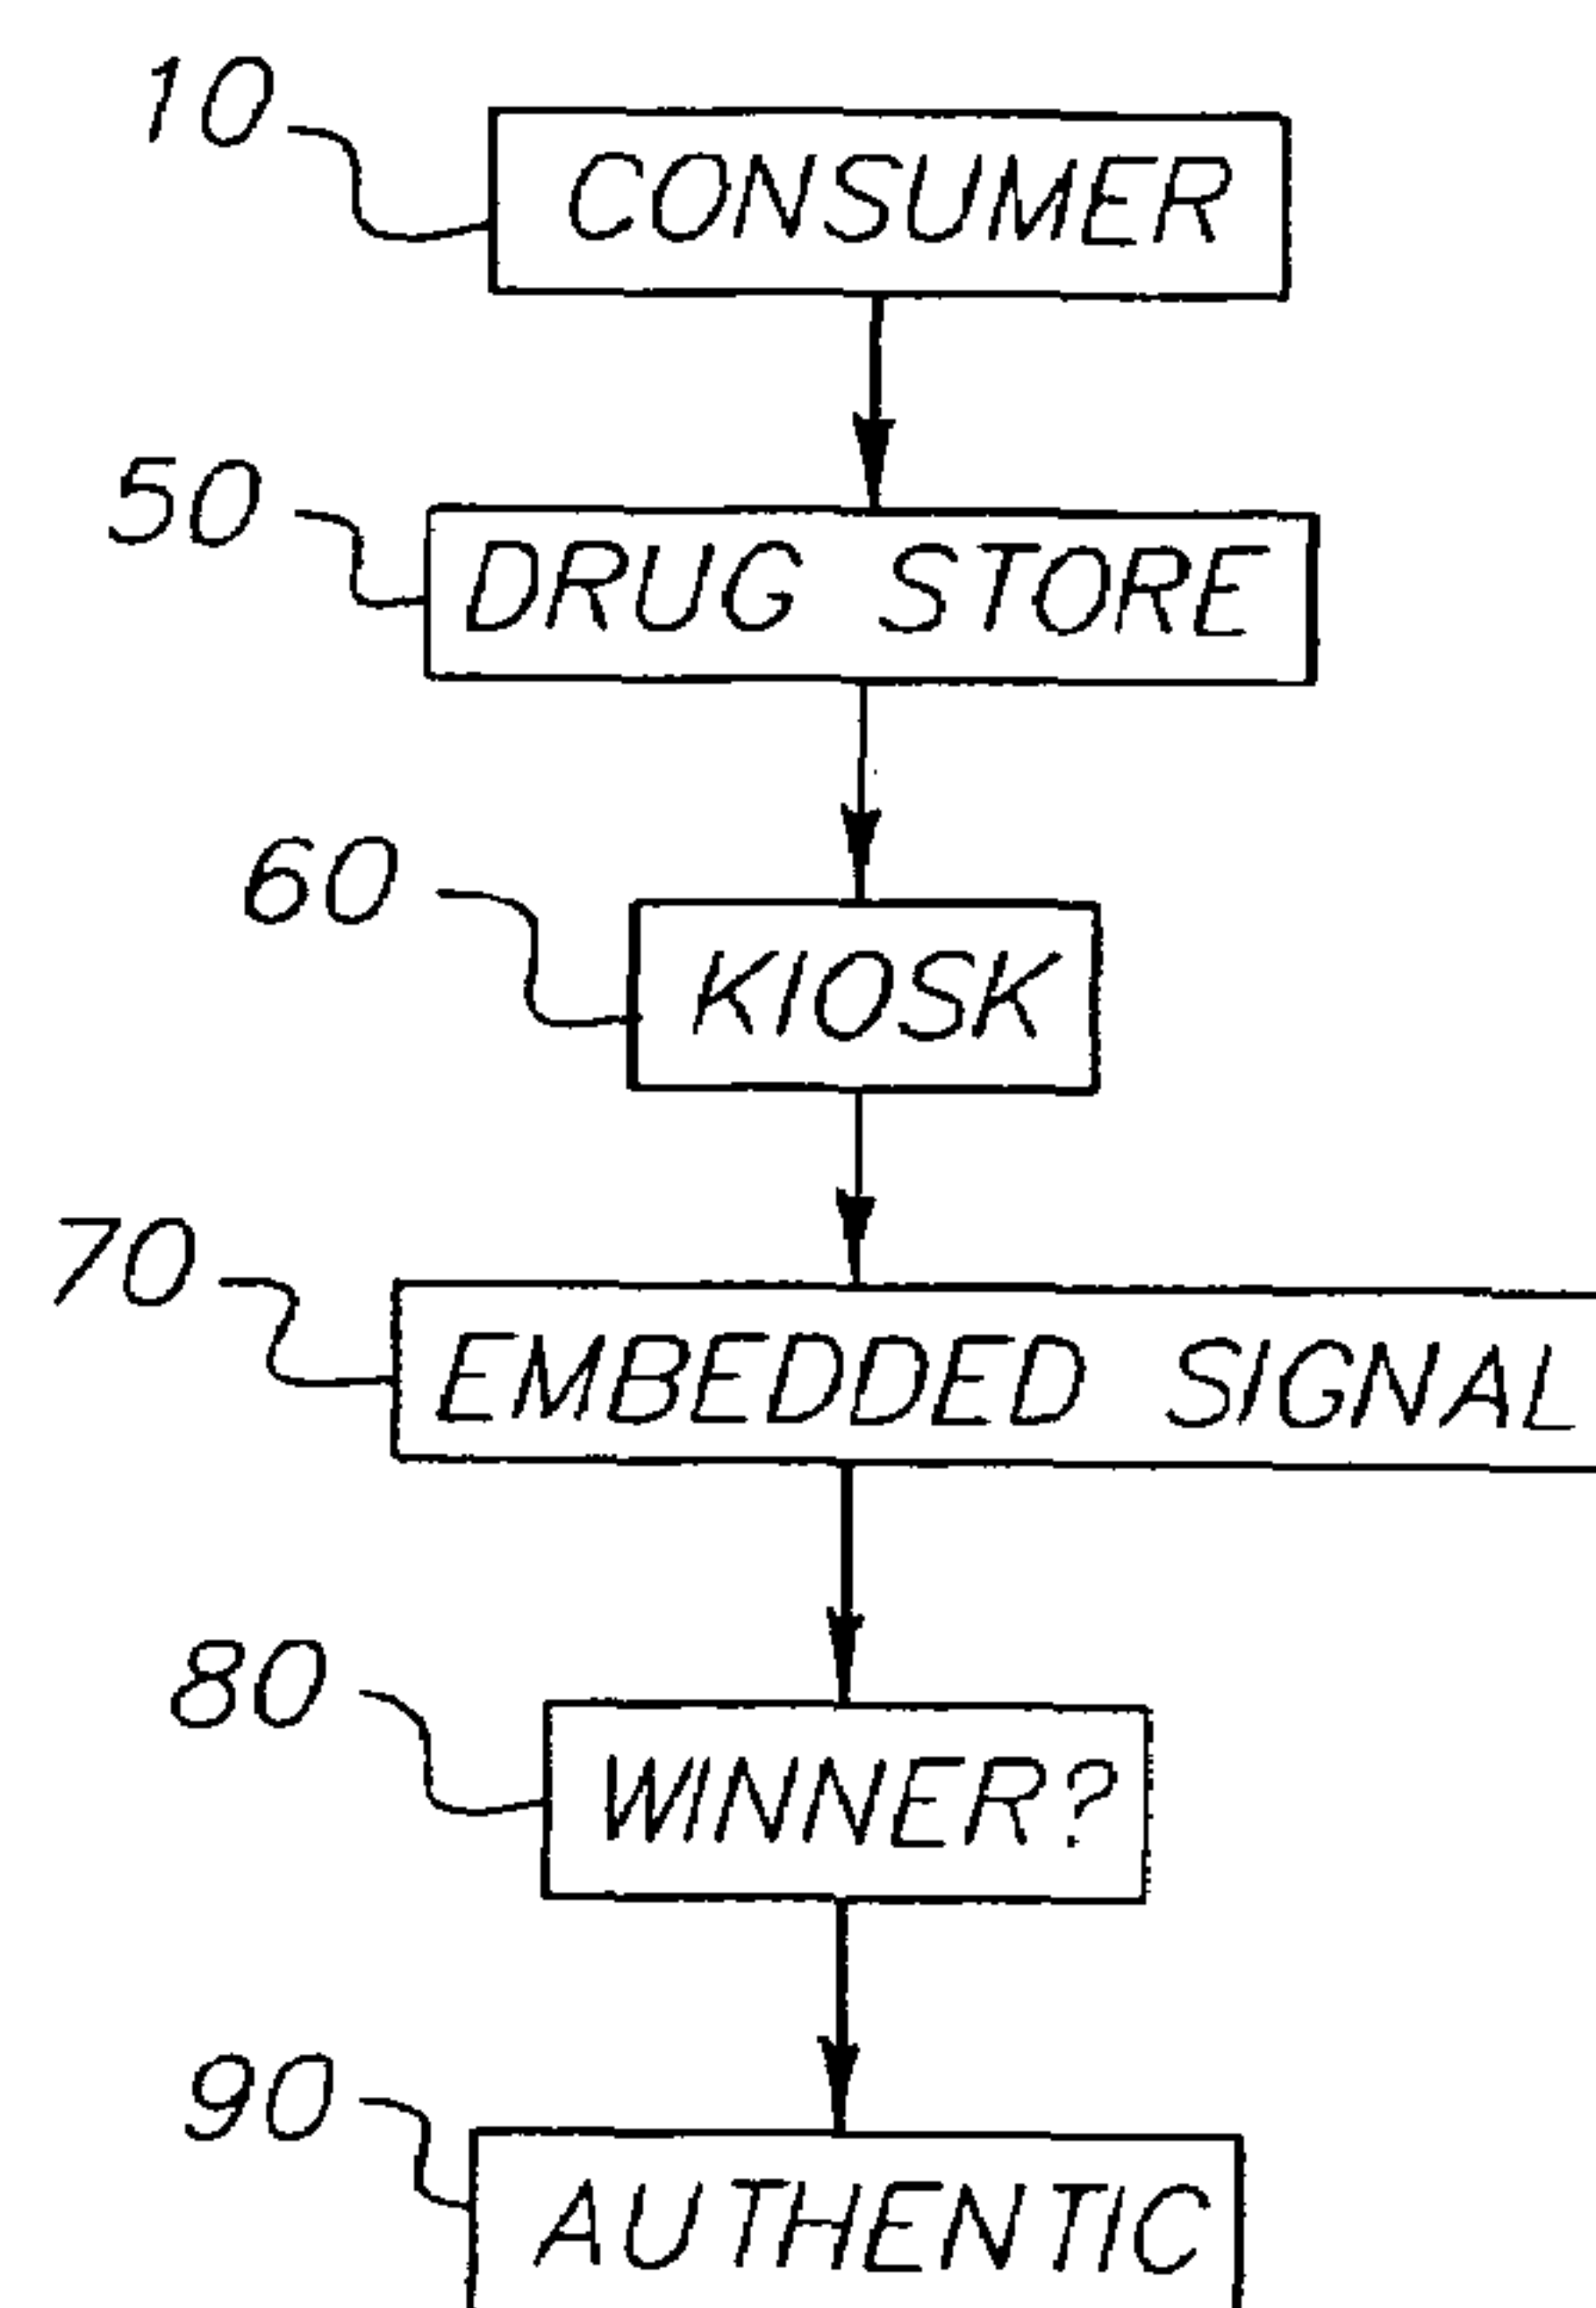 10
CONSUMER
50
DRUG STORE
60
KIOSK
70
EMBEDDED SIGNAL
80
WINNER?
90
AUTHENTIC